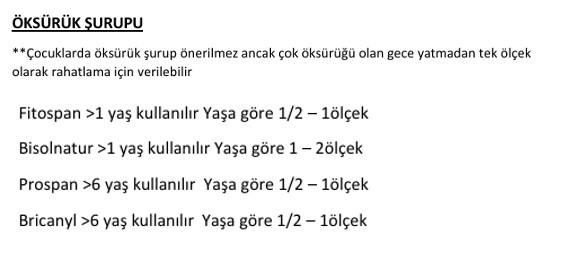 ÖKSÜRÜK ŞURUPU
**Çocuklarda öksürük şurup önerilmez ancak çok öksürüğü olan gece yatmadan tek ölçek
olarak rahatlama için verilebilir
Fitospan >1 yaş kullanılır Yaşa göre 1/2 – 1ölçek
Bisolnatur >1 yaş kullanılır Yaşa göre 1 – 2ölçek
Prospan >6 yaş kullanılır  Yaşa göre 1/2 – 1ölçek
Bricanyl >6 yaş kullanılır  Yaşa göre 1/2 – 1ölçek